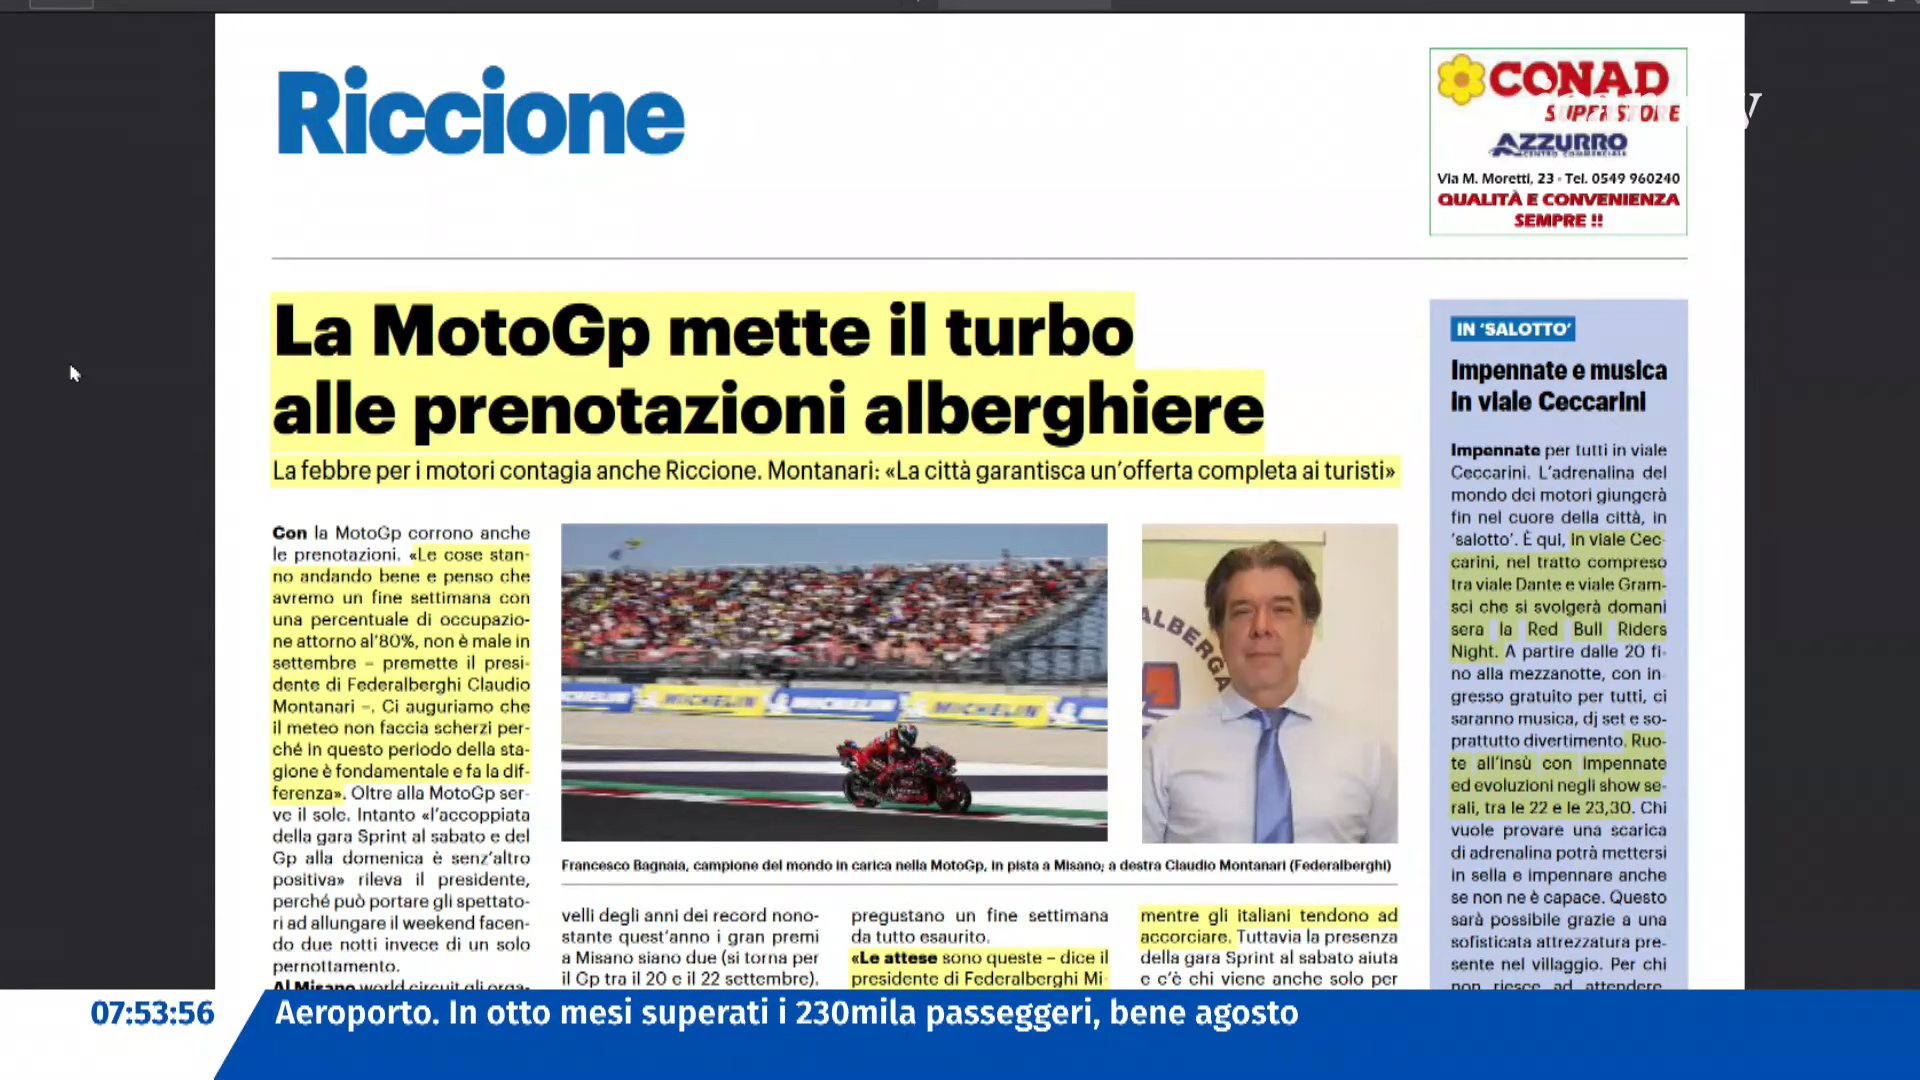 Riccione
CONAD
SUPERSTORE
AZZURRO
CENTRO COMMERCIALE
Via M. Moretti, 23 - Tel. 0549 960240
QUALITÀ E CONVENIENZA
SEMPRE !!
La MotoGp mette il turbo
alle prenotazioni alberghiere
La febbre per i motori contagia anche Riccione. Montanari: «La città garantisca un'offerta completa ai turisti»
Con la MotoGp corrono anche
le prenotazioni. «Le cose stan-
no andando bene e penso che
avremo un fine settimana con
una percentuale di occupazio-
ne attorno al'80%, non è male in
settembre – premette il presi-
dente di Federalberghi Claudio
Montanari –. Ci auguriamo che
il meteo non faccia scherzi per-
ché in questo periodo della sta-
gione è fondamentale e fa la dif-
ferenza». Oltre alla MotoGp ser-
ve il sole. Intanto «l'accoppiata
della gara Sprint al sabato e del
Gp alla domenica è senz'altro
positiva» rileva il presidente,
perché può portare gli spettato-
ri ad allungare il weekend facen-
do due notti invece di un solo
pernottamento.
Al Misano world circuit gli orga-
MICHELIN
MICHELIN
MICHELIN
ALBERGA
Francesco Bagnaia, campione del mondo in carica nella MotoGp, in pista a Misano; a destra Claudio Montanari (Federalberghi)
velli degli anni dei record nono-
stante quest'anno i gran premi
a Misano siano due (si torna per
il Gp tra il 20 e il 22 settembre).
pregustano un fine settimana
da tutto esaurito.
«Le attese sono queste – dice il
presidente di Federalberghi Mi-
mentre gli italiani tendono ad
accorciare. Tuttavia la presenza
della gara Sprint al sabato aiuta
e c'è chi viene anche solo per
IN 'SALOTTO'
Impennate e musica
in viale Ceccarini
Impennate per tutti in viale
Ceccarini. L'adrenalina del
mondo dei motori giungerà
fin nel cuore della città, in
'salotto'. È qui, in viale Cec-
carini, nel tratto compreso
tra viale Dante e viale Gram-
sci che si svolgerà domani
sera la Red Bull Riders
Night. A partire dalle 20 fi-
no alla mezzanotte, con in-
gresso gratuito per tutti, ci
saranno musica, dj set e so-
prattutto divertimento. Ruo-
te all'insù con impennate
ed evoluzioni negli show se-
rali, tra le 22 e le 23,30. Chi
vuole provare una scarica
di adrenalina potrà mettersi
in sella e impennare anche
se non ne è capace. Questo
sarà possibile grazie a una
sofisticata attrezzatura pre-
sente nel villaggio. Per chi
non riesce ad attendere,
07:53:56
Aeroporto. In otto mesi superati i 230mila passeggeri, bene agosto